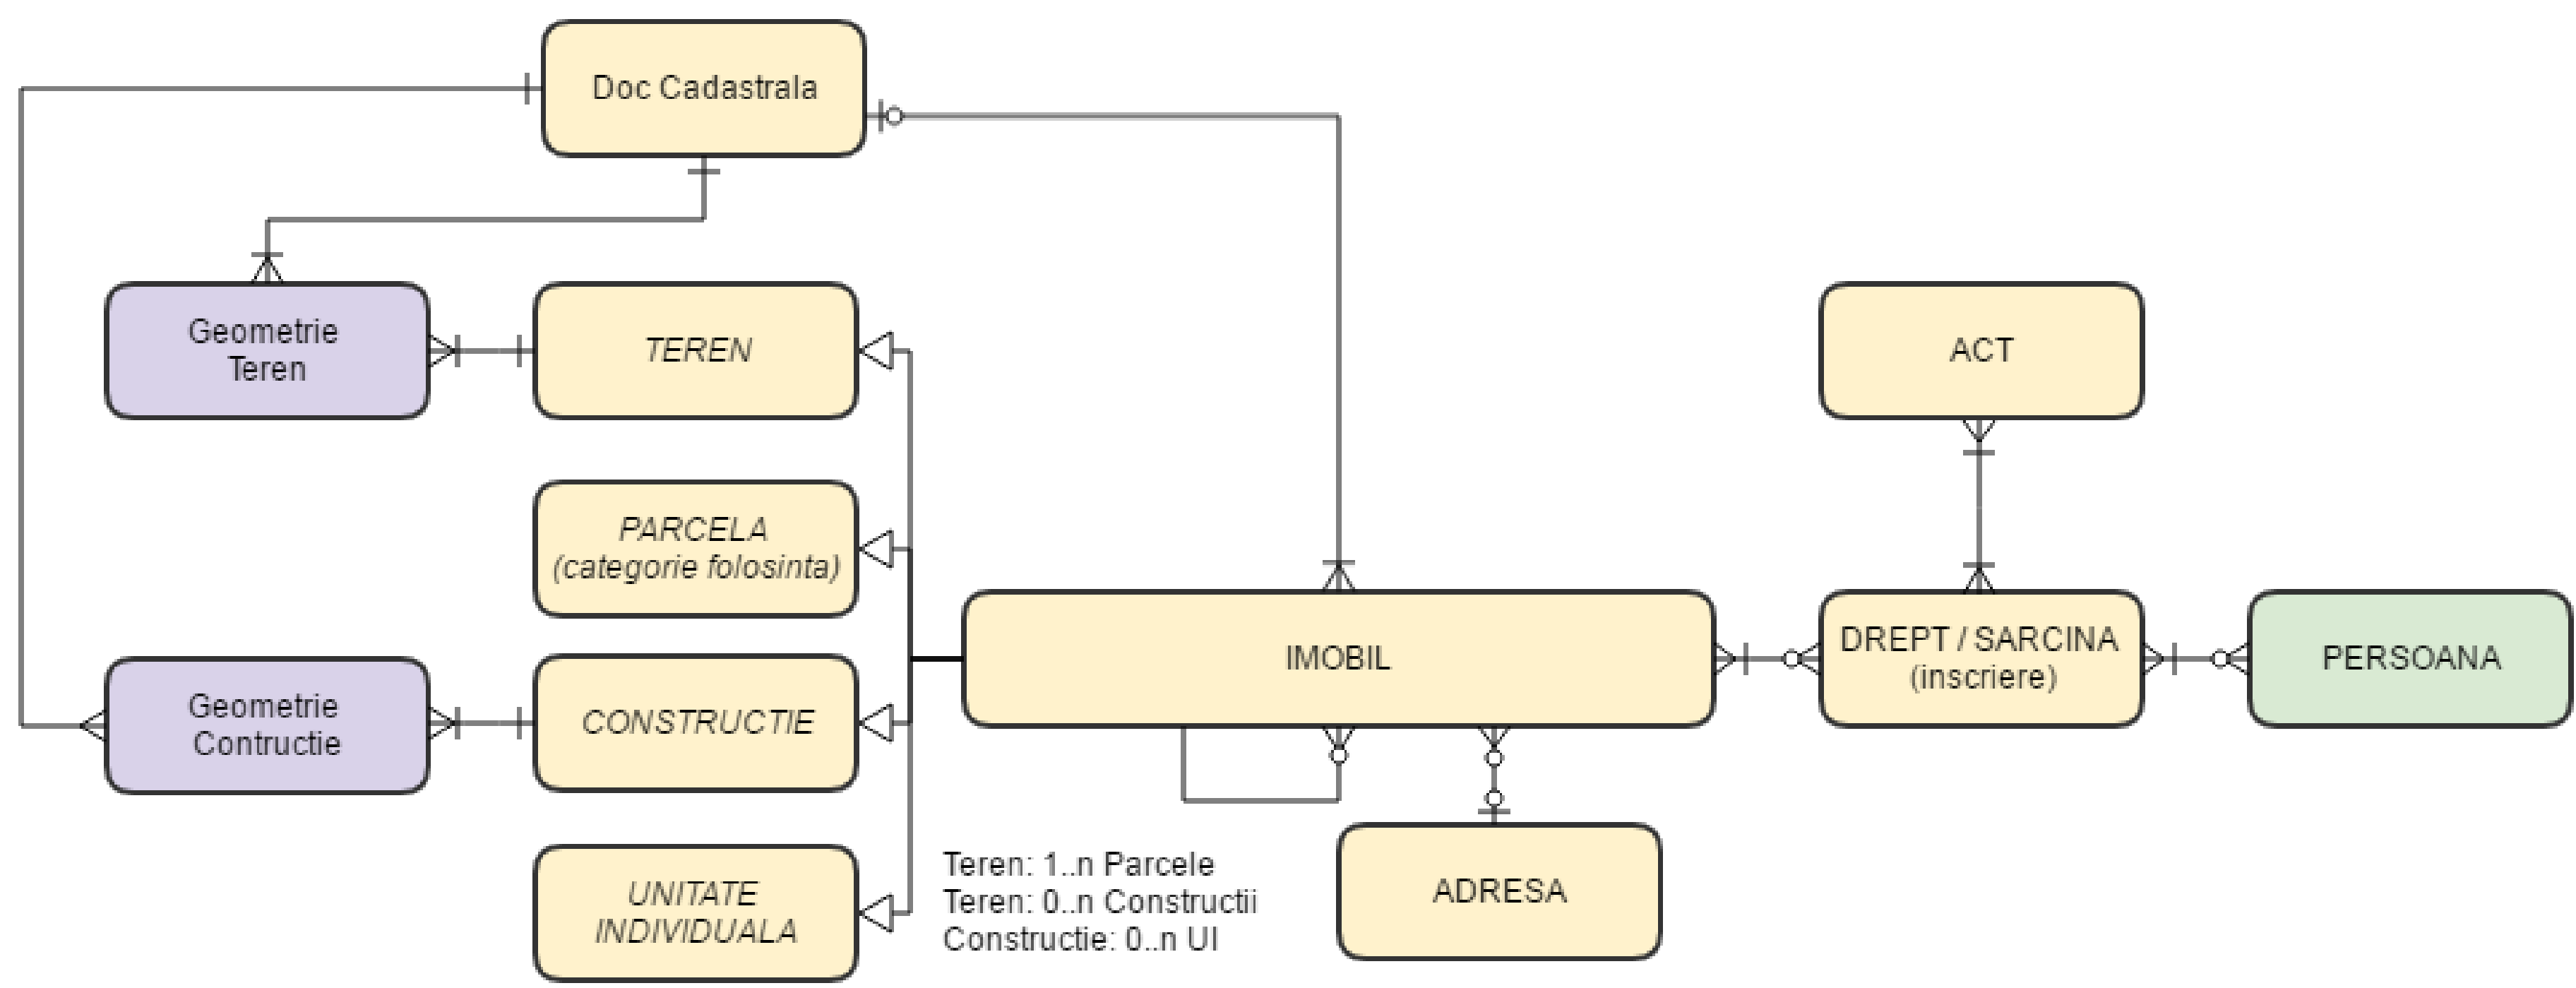 Doc Cadastrala
Geometrie
Teren
TEREN
ACT
PARCELA
(categorie folosinta)
Geometrie
Contructie
CONSTRUCTIE
IMOBIL
DREPT / SARCINA
(inscriere)
PERSOANA
UNITATE
INDIVIDUALA
Teren: 1..n Parcele
Teren: 0..n Constructii
Constructie: 0..n UI
ADRESA